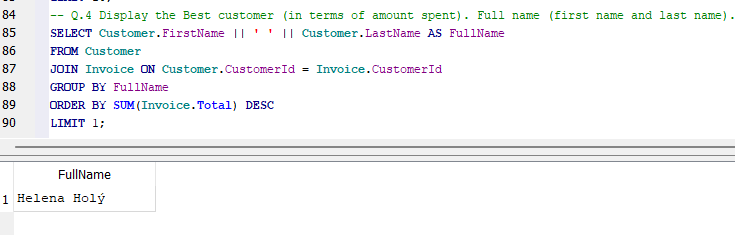 84 -- Q.4 Display the Best customer (in terms of amount spent). Full name (first name and last name).
85 SELECT Customer.FirstName || ' ' || Customer.LastName AS FullName
86 FROM Customer
87 JOIN Invoice ON Customer.CustomerId = Invoice.CustomerId
88 GROUP BY FullName
89 ORDER BY SUM(Invoice.Total) DESC
90 LIMIT 1;
FullName
1 Helena Holý